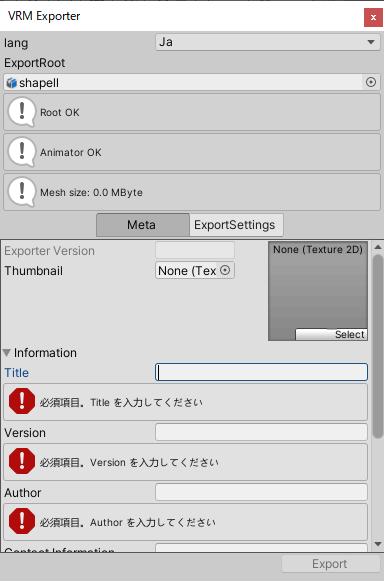 VRM Exporter
x
lang Ja
ExportRoot
shapell
Root OK
Animator OK
Mesh size: 0.0 MByte
Meta ExportSettings
Exporter Version
None (Texture 2D)
Thumbnail None (Tex
Select
Information
Title
必須項目。Title を入力してください
Version
必須項目。Version を入力してください
Author
必須項目。Author を入力してください
Contact Information
Export